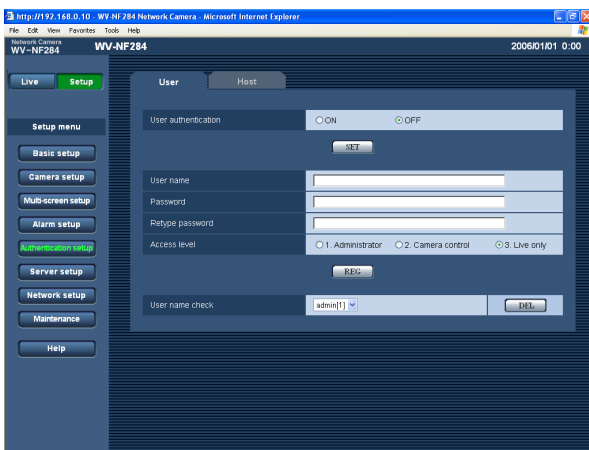 http://192.168.0.10 - WV-NF284 Network Camera - Microsoft Internet Explorer
File Edit View Favorites Tools Help
Network Camera
WV-NF284
WV-NF284
2006/01/01 0:00
Live
Setup
User
Host
User authentication
ON
OFF
SET
Setup menu
Basic setup
Camera setup
Multi-screen setup
Alarm setup
Authentication setup
Server setup
Network setup
Maintenance
Help
User name
Password
Retype password
Access level
1. Administrator
2. Camera control
3. Live only
REG
User name check
admin[1]
DEL